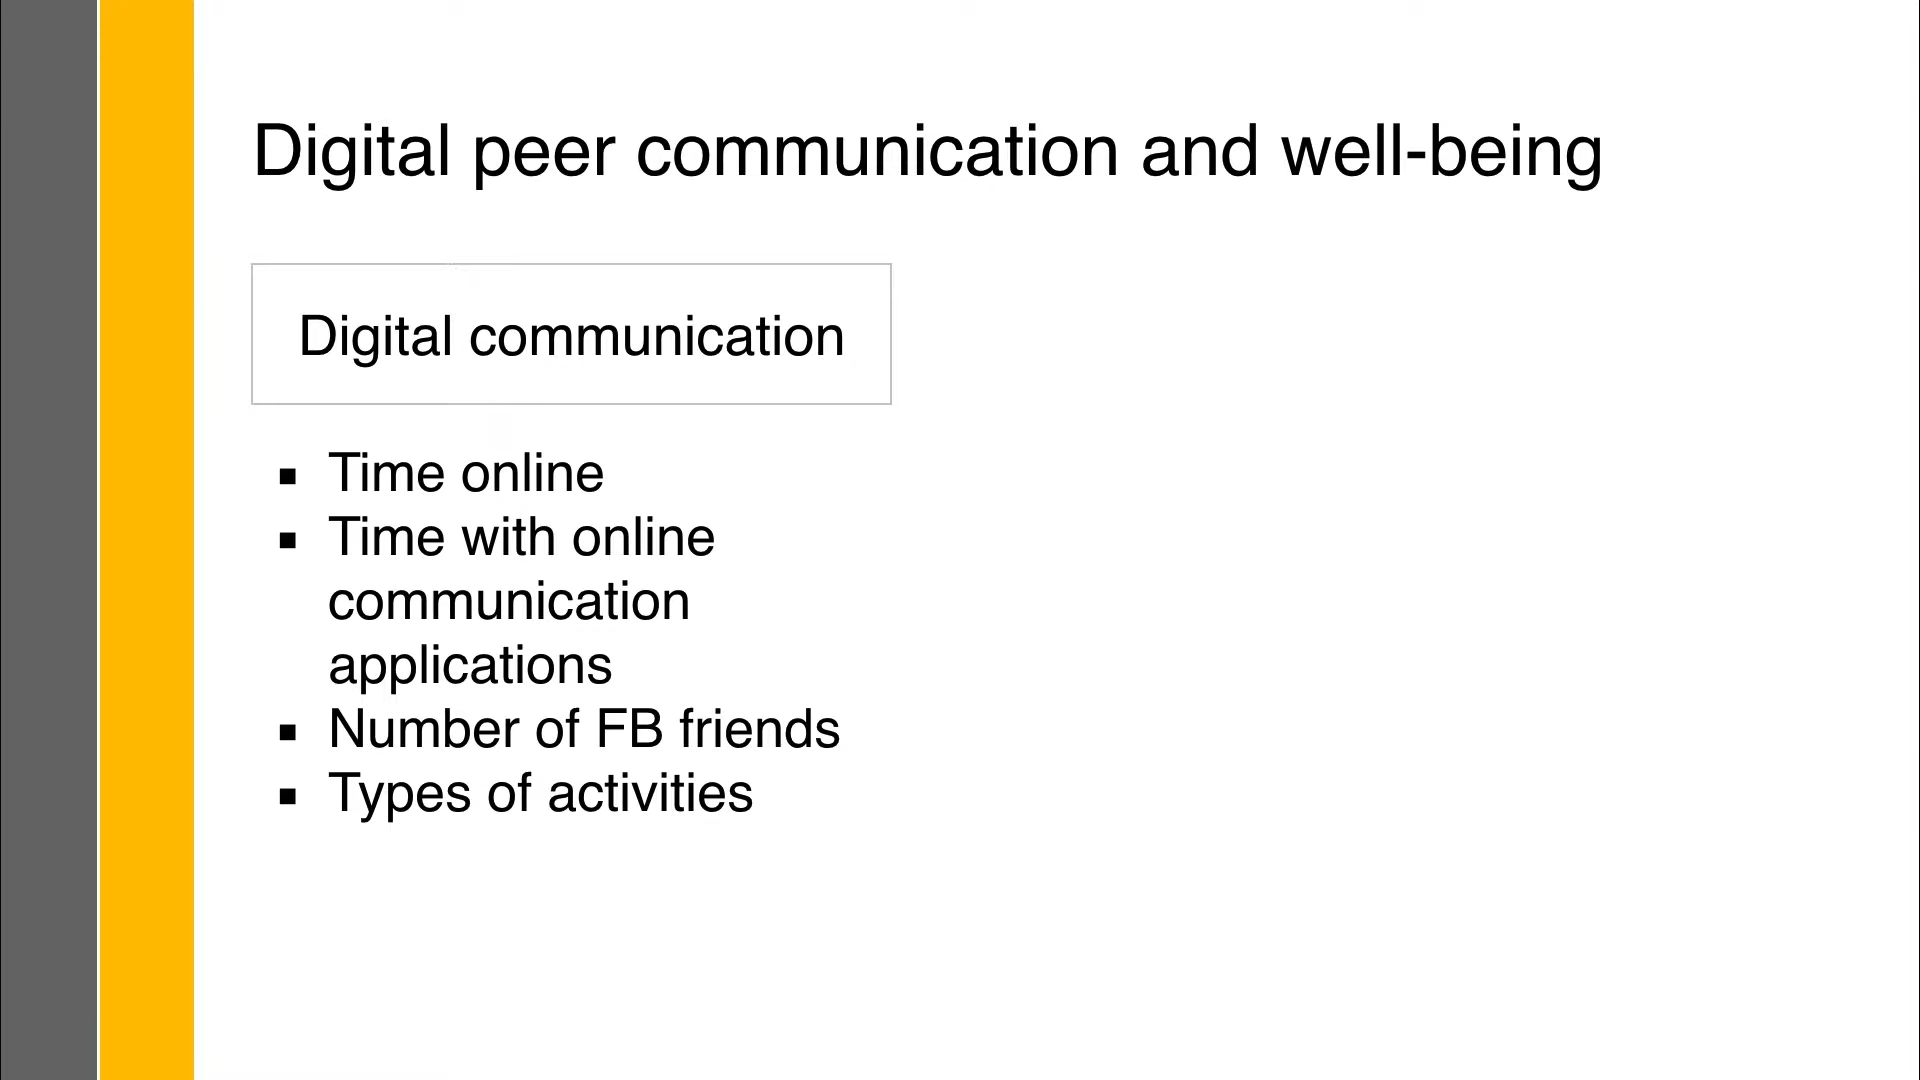 Digital peer communication and well-being
Digital communication
▪ Time online
▪ Time with online
communication
applications
▪ Number of FB friends
▪ Types of activities